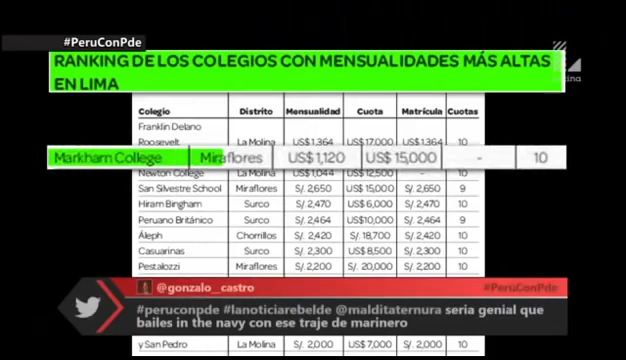 #PeruConPde
RANKING DE LOS COLEGIOS CON MENSUALIDADES MÁS ALTAS
EN LIMA
Colegio Distrito Mensualidad Cuota Matrícula Cuotas
Franklin Delano
Roosevelt La Molina US$ 1,364 US$ 17,000 US$ 1,364 10
Markham College Miraflores US$ 1,120 US$ 15,000 - 10
Newton College La Molina US$ 1,044 US$ 12,500 - 10
San Silvestre School Miraflores S/. 2,650 US$ 15,000 S/. 2,650 9
Hiram Bingham Surco S/. 2,470 US$ 6,000 S/. 2,470 10
Peruano Británico Surco S/. 2,464 US$10,000 S/. 2,464 9
Áleph Chorrillos S/. 2,420 S/. 18,700 S/. 2,420 10
Casuarinas Surco S/. 2,300 US$ 8,500 S/. 2,300 10
Pestalozzi Miraflores S/. 2,200 S/. 20,000 S/. 2,200 10
@gonzalo_castro #PeruConPde
#peruconpde #lanoticiarebelde @malditaternura seria genial que
bailes in the navy con ese traje de marinero
y San Pedro La Molina S/. 2,000 US$ 7,000 S/. 2,000 10